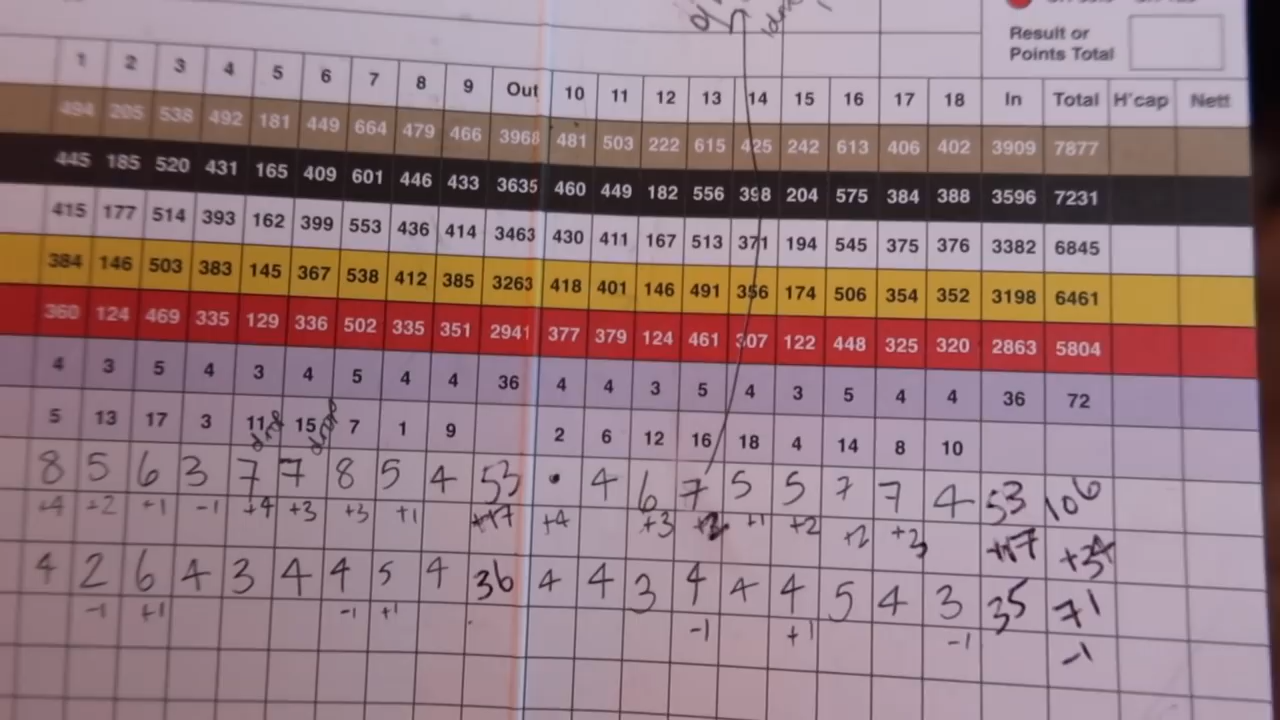 Result or
Points Total
1 2 3 4 5 6 7 8 9 Out 10 11 12 13 14 15 16 17 18 In Total H'cap Nett
494 205 538 492 181 449 664 479 466 3968 481 503 222 615 425 242 613 406 402 3909 7877
445 185 520 431 165 409 601 446 433 3635 460 449 182 556 398 204 575 384 388 3596 7231
415 177 514 393 162 399 553 436 414 3463 430 411 167 513 371 194 545 375 376 3382 6845
384 146 503 383 145 367 538 412 385 3263 418 401 146 491 356 174 506 354 352 3198 6461
360 124 469 335 129 336 502 335 351 2941 377 379 124 461 307 122 448 325 320 2863 5804
4 3 5 4 3 4 5 4 4 36 4 4 3 5 4 3 5 4 4 36 72
5 13 17 3 11 15 7 1 9 2 6 12 16 18 4 14 8 10
drop drop
8 5 6 3 7 7 8 5 4 53 • 4 6 7 5 5 7 7 4 53 106
+4 +2 +1 -1 +4 +3 +3 +1 +17 +4 +3 +2 +1 +2 +2 +3 +17 +34
4 2 6 4 3 4 4 5 4 36 4 4 3 4 4 4 5 4 3 35 71
-1 +1 -1 +1 -1 +1 -1 -1